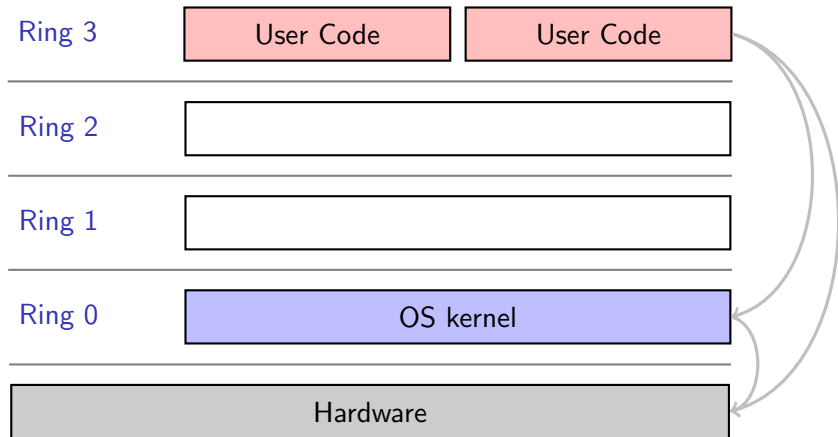 Ring 3
User Code
User Code
Ring 2
Ring 1
Ring 0
OS kernel
Hardware